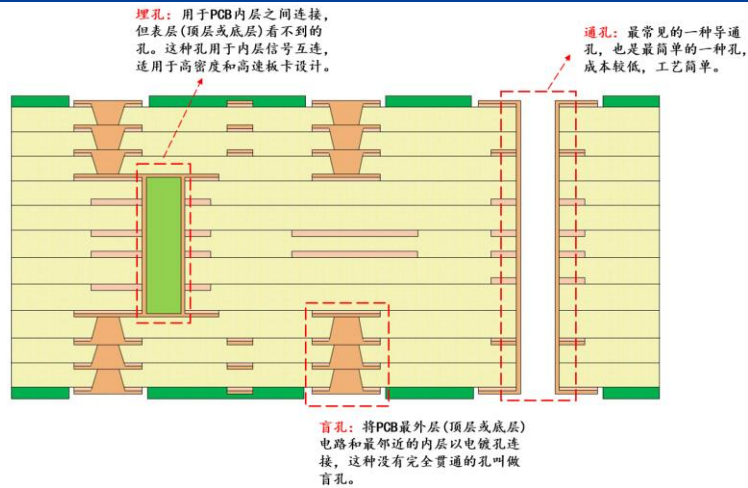 埋孔：用于PCB内层之间连接，
但表层(顶层或底层)看不到的
孔。这种孔用于内层信号互连，
适用于高密度和高速板卡设计。
通孔：最常见的一种导通
孔，也是最简单的一种孔，
成本较低，工艺简单。
盲孔：将PCB最外层(顶层或底层)
电路和最邻近的内层以电镀孔连
接，这种没有完全贯通的孔叫做
盲孔。